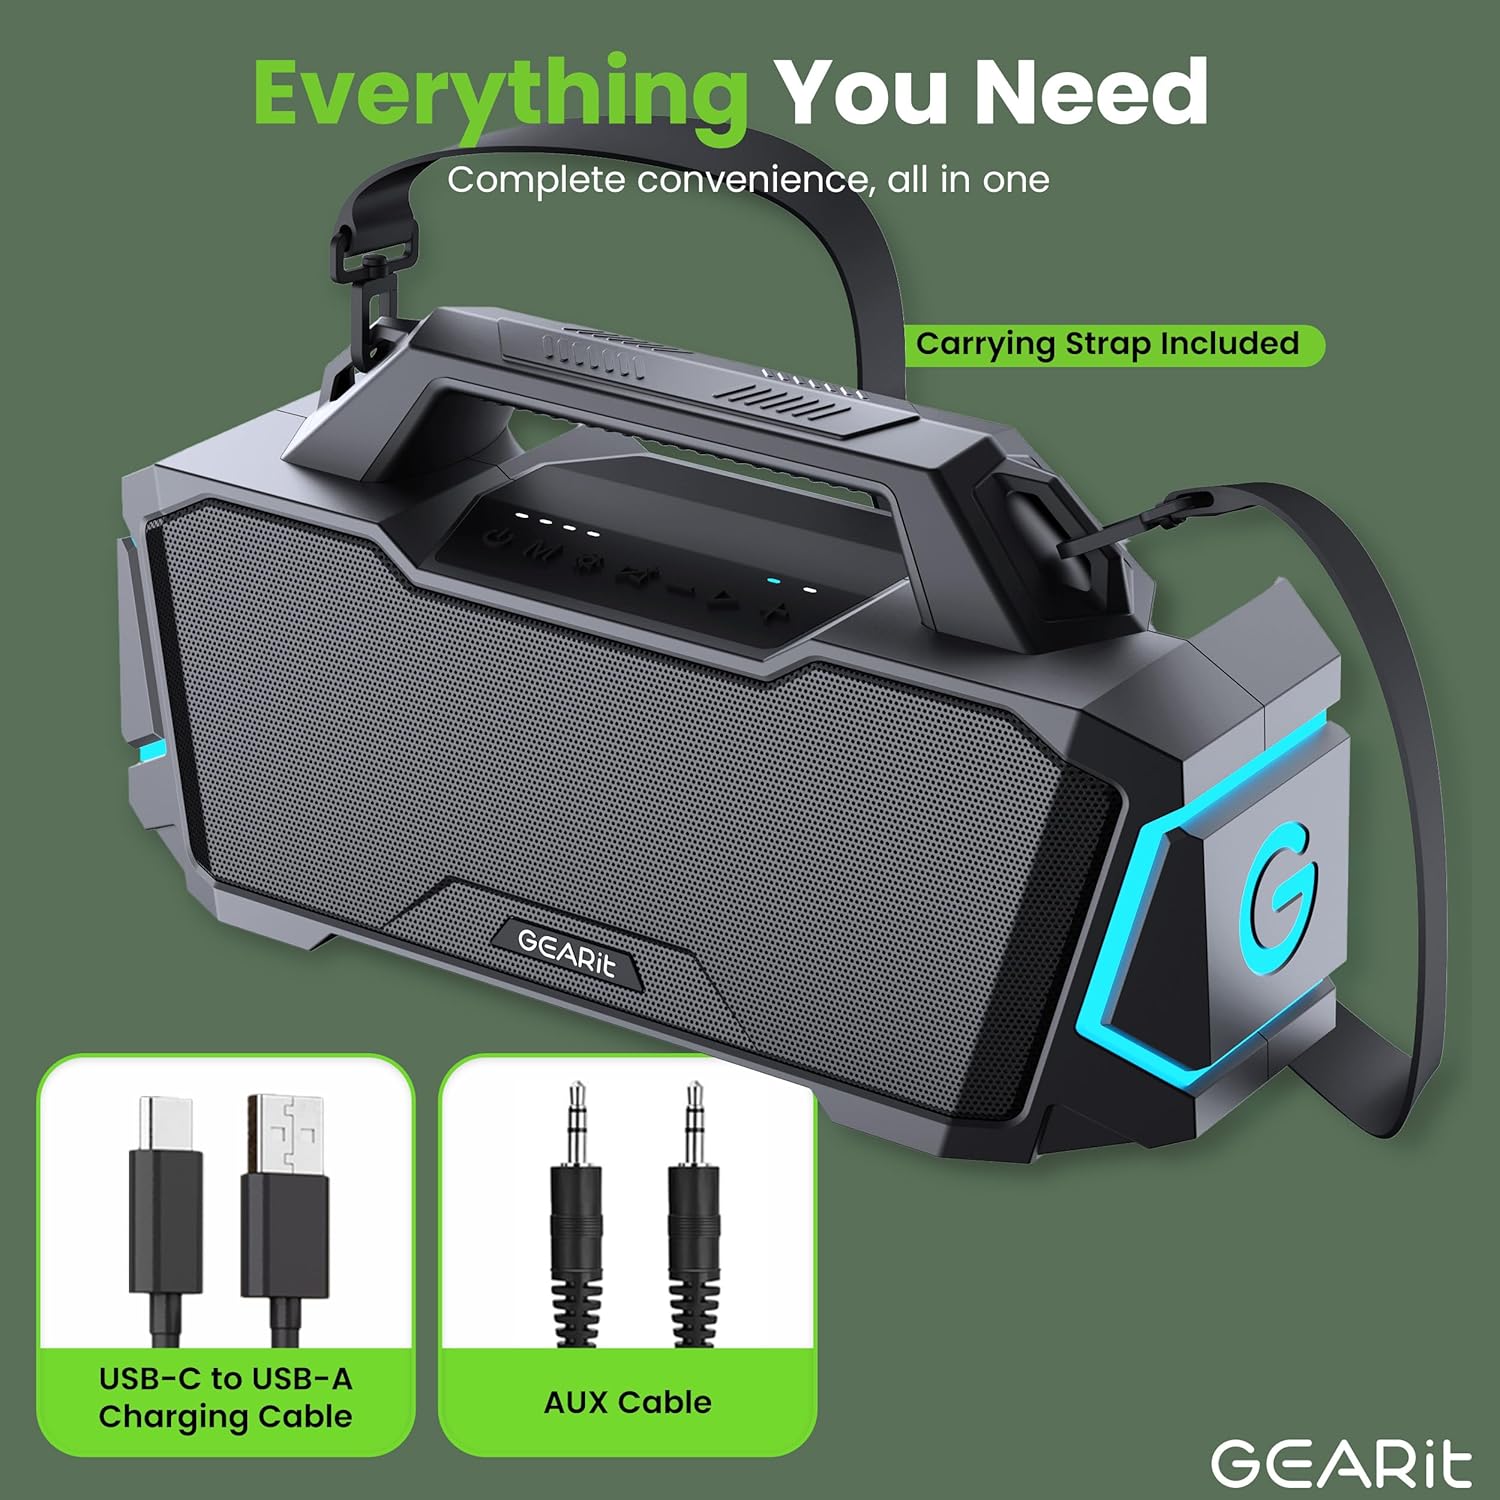 Everything You Need
Complete convenience, all in one
Carrying Strap Included
M
GEARit
G
USB-C to USB-A
Charging Cable
AUX Cable
GEARit